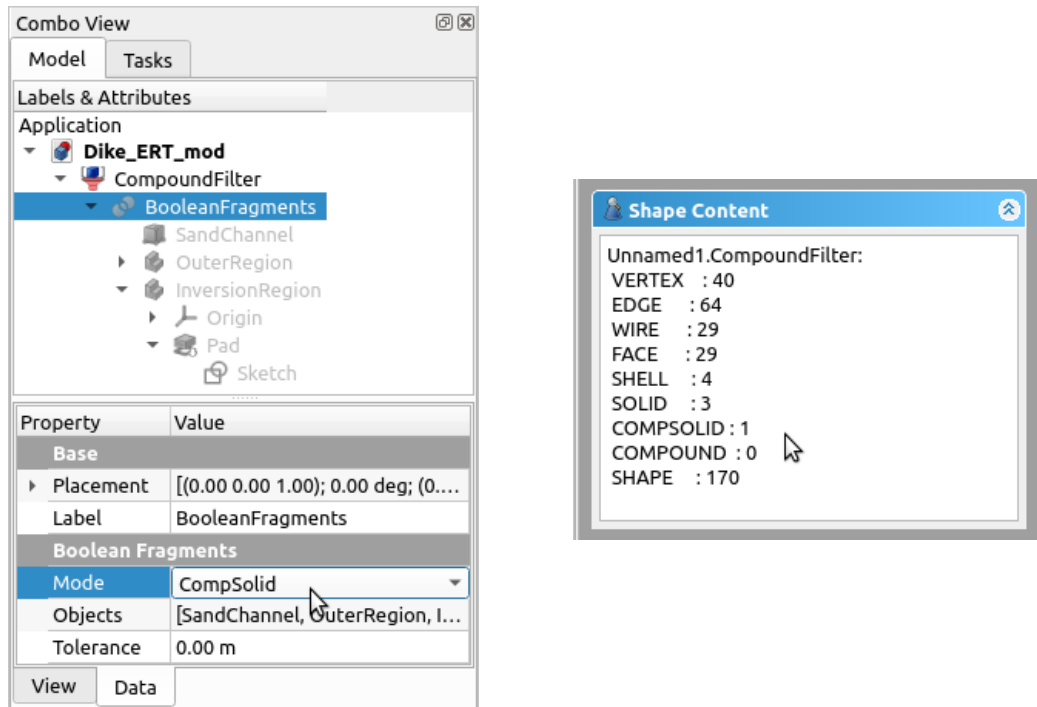 Combo View
Model Tasks
Labels & Attributes
Application
Dike_ERT_mod
CompoundFilter
BooleanFragments
SandChannel
OuterRegion
InversionRegion
Origin
Pad
Sketch
Property Value
Base
Placement [(0.00 0.00 1.00); 0.00 deg; (0....
Label BooleanFragments
Boolean Fragments
Mode CompSolid
Objects [SandChannel, OuterRegion, I...
Tolerance 0.00 m
View Data
Shape Content
Unnamed1.CompoundFilter:
VERTEX : 40
EDGE : 64
WIRE : 29
FACE : 29
SHELL : 4
SOLID : 3
COMPSOLID : 1
COMPOUND : 0
SHAPE : 170